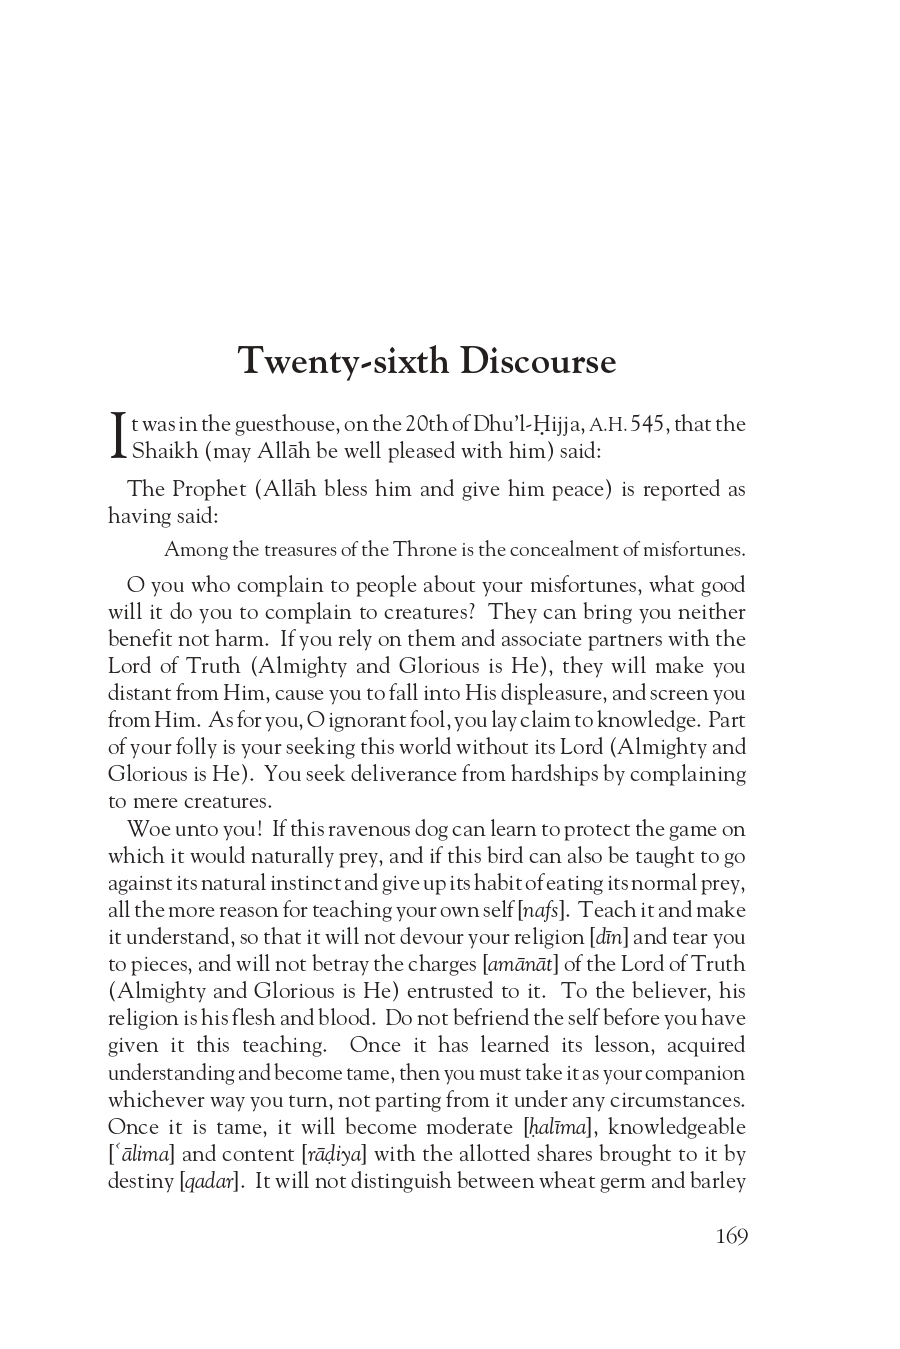 Twenty-sixth Discourse
It was in the guesthouse, on the 20th of Dhu’l-Ḥijja, A.H. 545, that the
Shaikh (may Allāh be well pleased with him) said:
The Prophet (Allāh bless him and give him peace) is reported as
having said:
Among the treasures of the Throne is the concealment of misfortunes.
O you who complain to people about your misfortunes, what good
will it do you to complain to creatures? They can bring you neither
benefit not harm. If you rely on them and associate partners with the
Lord of Truth (Almighty and Glorious is He), they will make you
distant from Him, cause you to fall into His displeasure, and screen you
from Him. As for you, O ignorant fool, you lay claim to knowledge. Part
of your folly is your seeking this world without its Lord (Almighty and
Glorious is He). You seek deliverance from hardships by complaining
to mere creatures.
Woe unto you! If this ravenous dog can learn to protect the game on
which it would naturally prey, and if this bird can also be taught to go
against its natural instinct and give up its habit of eating its normal prey,
all the more reason for teaching your own self [nafs]. Teach it and make
it understand, so that it will not devour your religion [dīn] and tear you
to pieces, and will not betray the charges [amānāt] of the Lord of Truth
(Almighty and Glorious is He) entrusted to it. To the believer, his
religion is his flesh and blood. Do not befriend the self before you have
given it this teaching. Once it has learned its lesson, acquired
understanding and become tame, then you must take it as your companion
whichever way you turn, not parting from it under any circumstances.
Once it is tame, it will become moderate [ḥalīma], knowledgeable
[ʿālima] and content [rāḍiya] with the allotted shares brought to it by
destiny [qadar]. It will not distinguish between wheat germ and barley
169